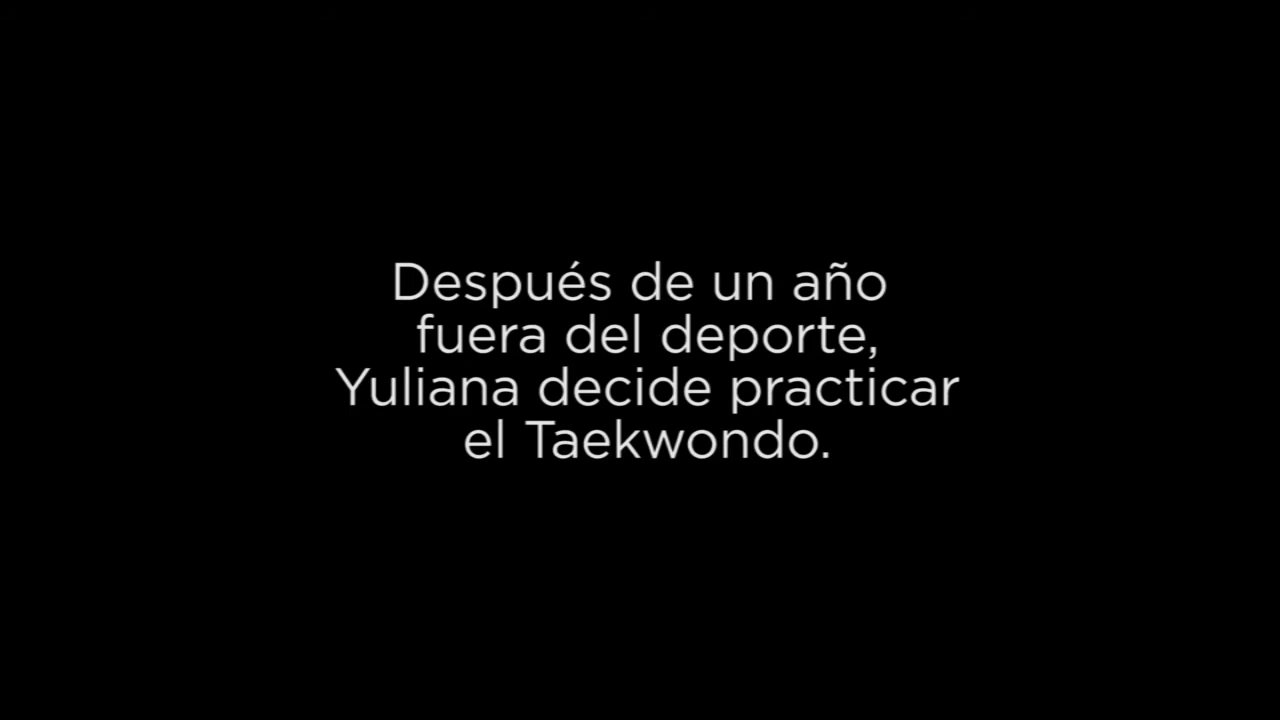 Después de un año
fuera del deporte,
Yuliana decide practicar
el Taekwondo.